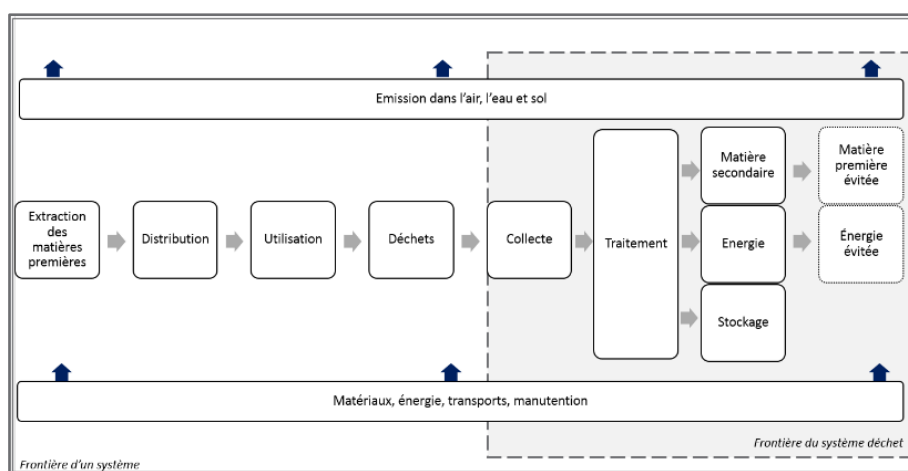 Emission dans l'air, l'eau et sol
Matière
secondaire
Matière
première
évitée
Extraction
des
matières
premières
Distribution
Utilisation
Déchets
Collecte
Traitement
Energie
Énergie
évitée
Stockage
Matériaux, énergie, transports, manutention
Frontière du système déchet
Frontière d'un système